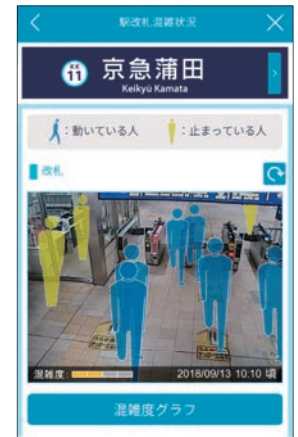 駅改札混雑状況
KK
11
京急蒲田
Keikyū Kamata
:動いている人
:止まっている人
改札
混雑度:
2018/09/13 10:10 頃
混雑度グラフ